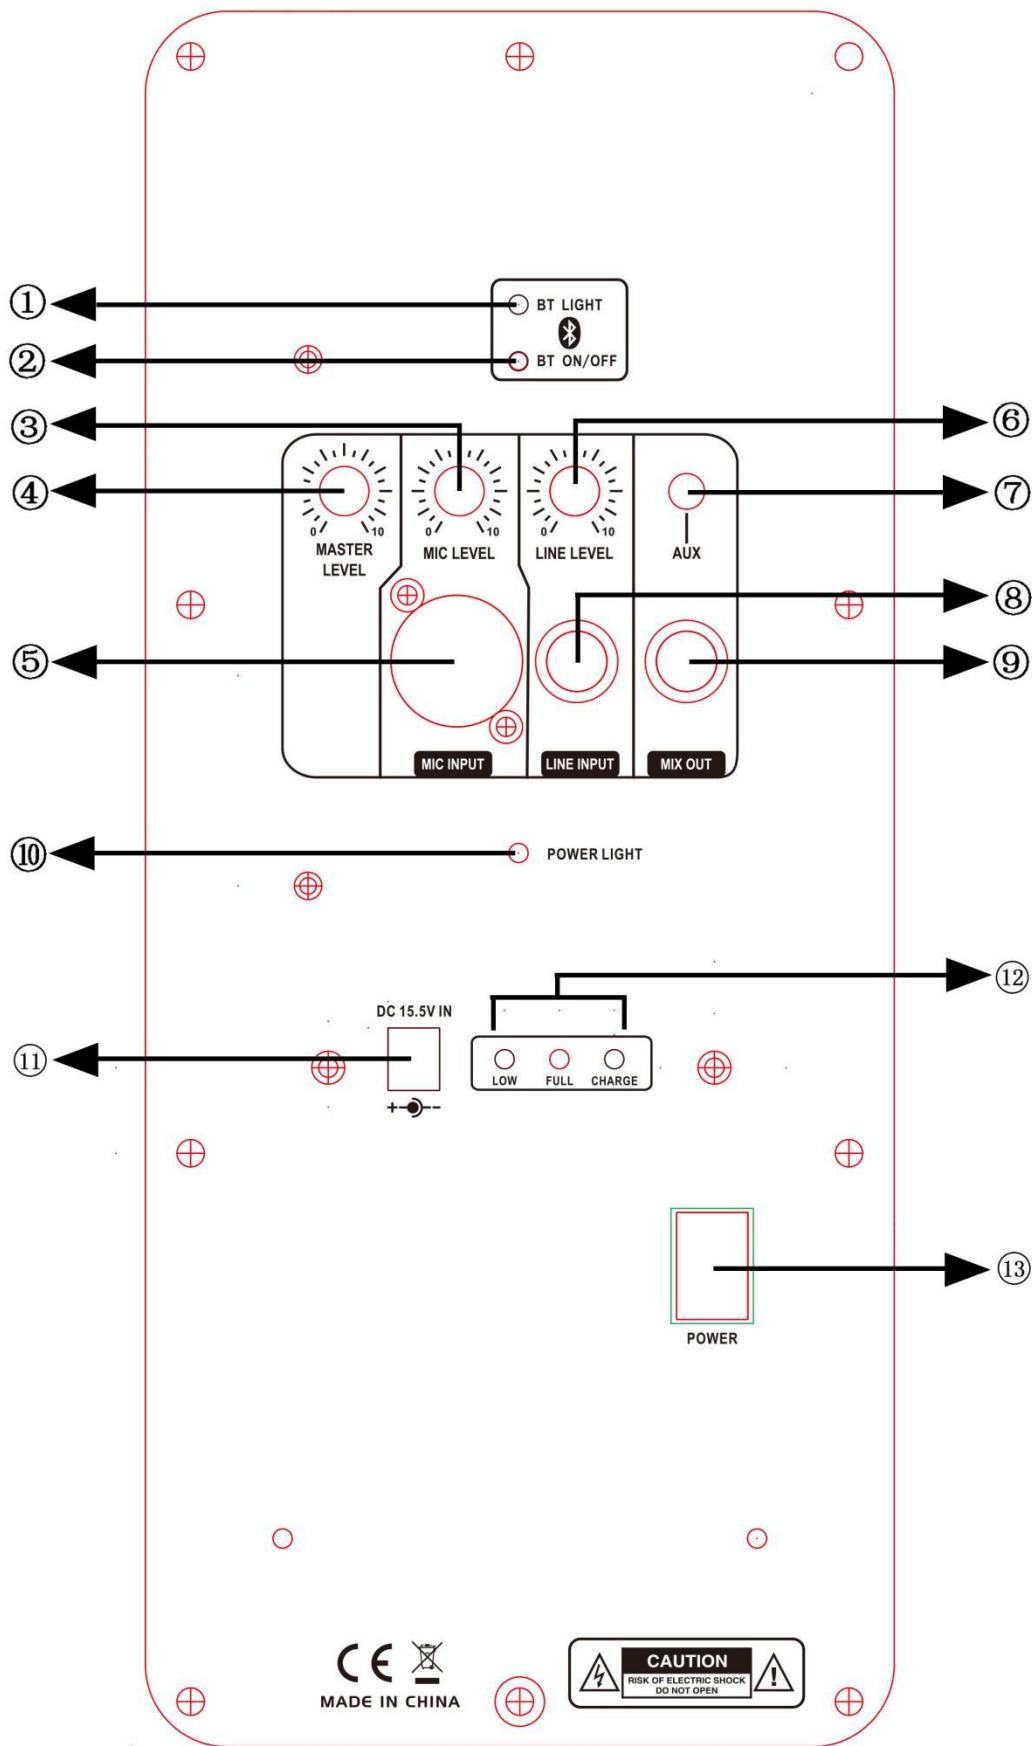 ① BT LIGHT
② BT ON/OFF
③
④
⑥
⑦
0 10
0 10
0 10
MASTER
LEVEL
MIC LEVEL
LINE LEVEL
AUX
⑤
⑧
⑨
MIC INPUT
LINE INPUT
MIX OUT
⑩ POWER LIGHT
⑫
DC 15.5V IN
⑪
LOW FULL CHARGE
+ -
⑬
POWER
CE
MADE IN CHINA
CAUTION
RISK OF ELECTRIC SHOCK
DO NOT OPEN
!